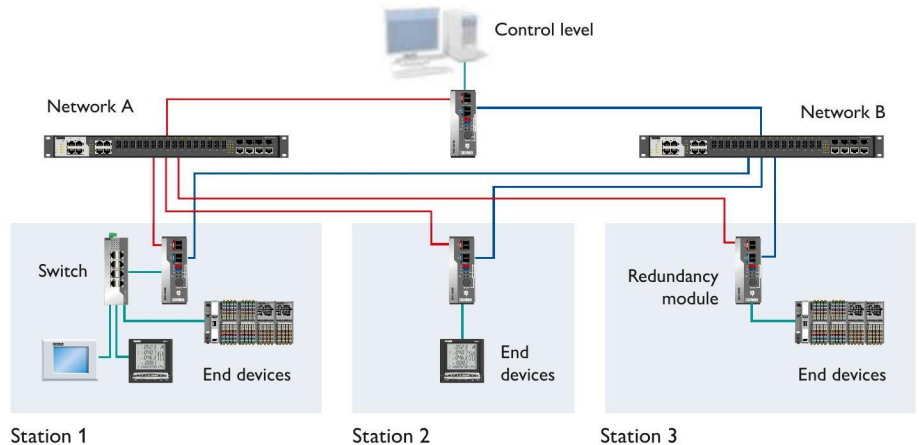 Control level
Network A
Network B
Switch
Redundancy
module
End devices
End
devices
End devices
Station 1
Station 2
Station 3